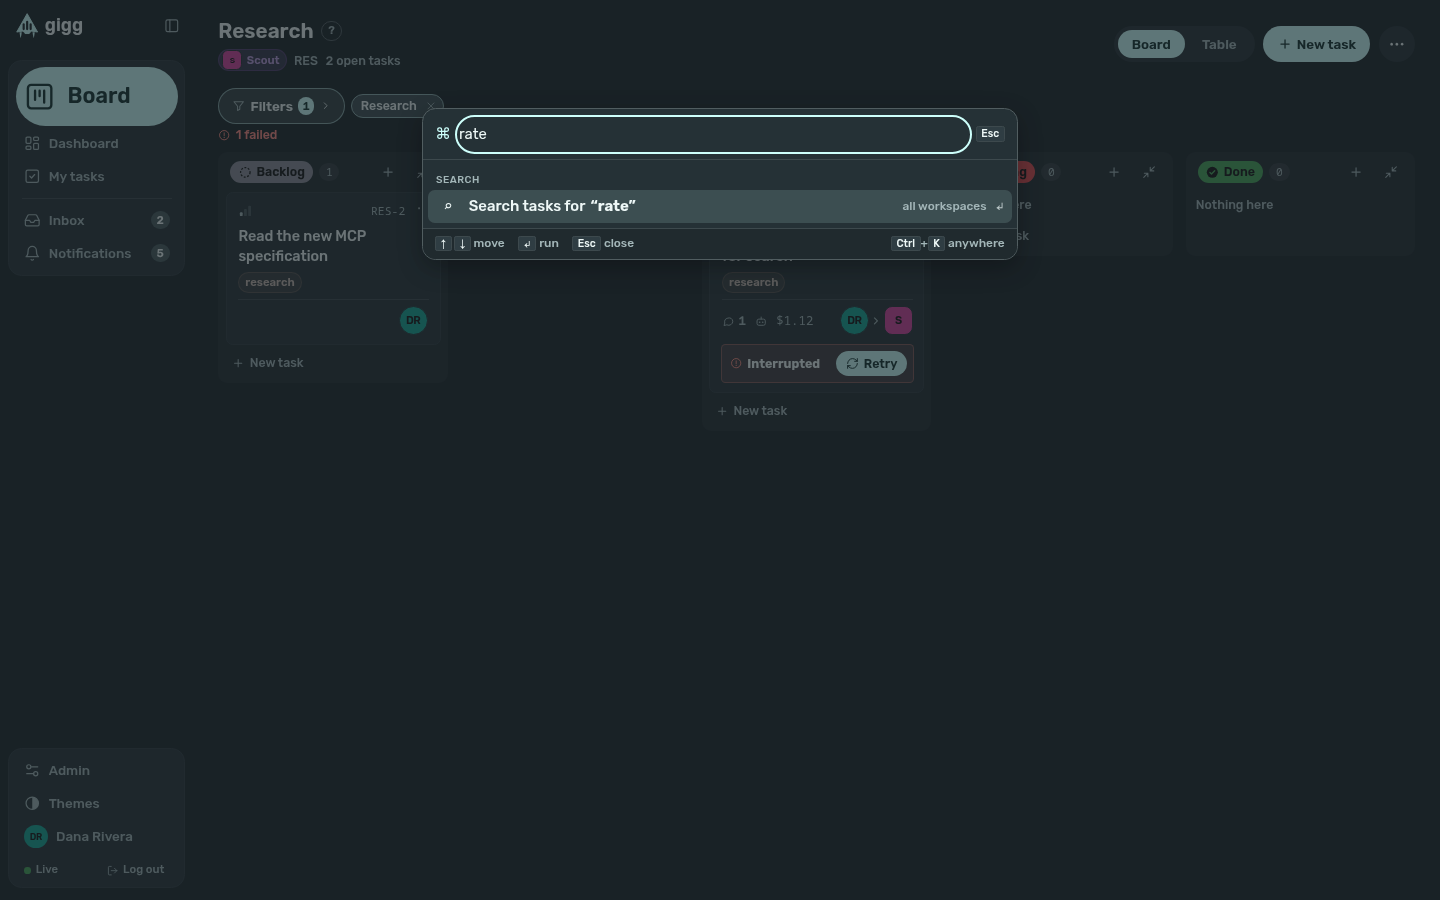 gigg
Board
Dashboard
My tasks
Inbox 2
Notifications 5
Admin
Themes
DR Dana Rivera
Live Log out
Research ?
s Scout RES 2 open tasks
Board Table + New task
Filters 1 Research
1 failed
⌘ rate Esc
SEARCH
Search tasks for “rate” all workspaces ↲
↑ ↓ move ↲ run Esc close Ctrl+K anywhere
Backlog 1
RES-2
Read the new MCP
specification
research
DR
+ New task
research
1 $1.12 DR S
Interrupted Retry
+ New task
0
Done 0
Nothing here